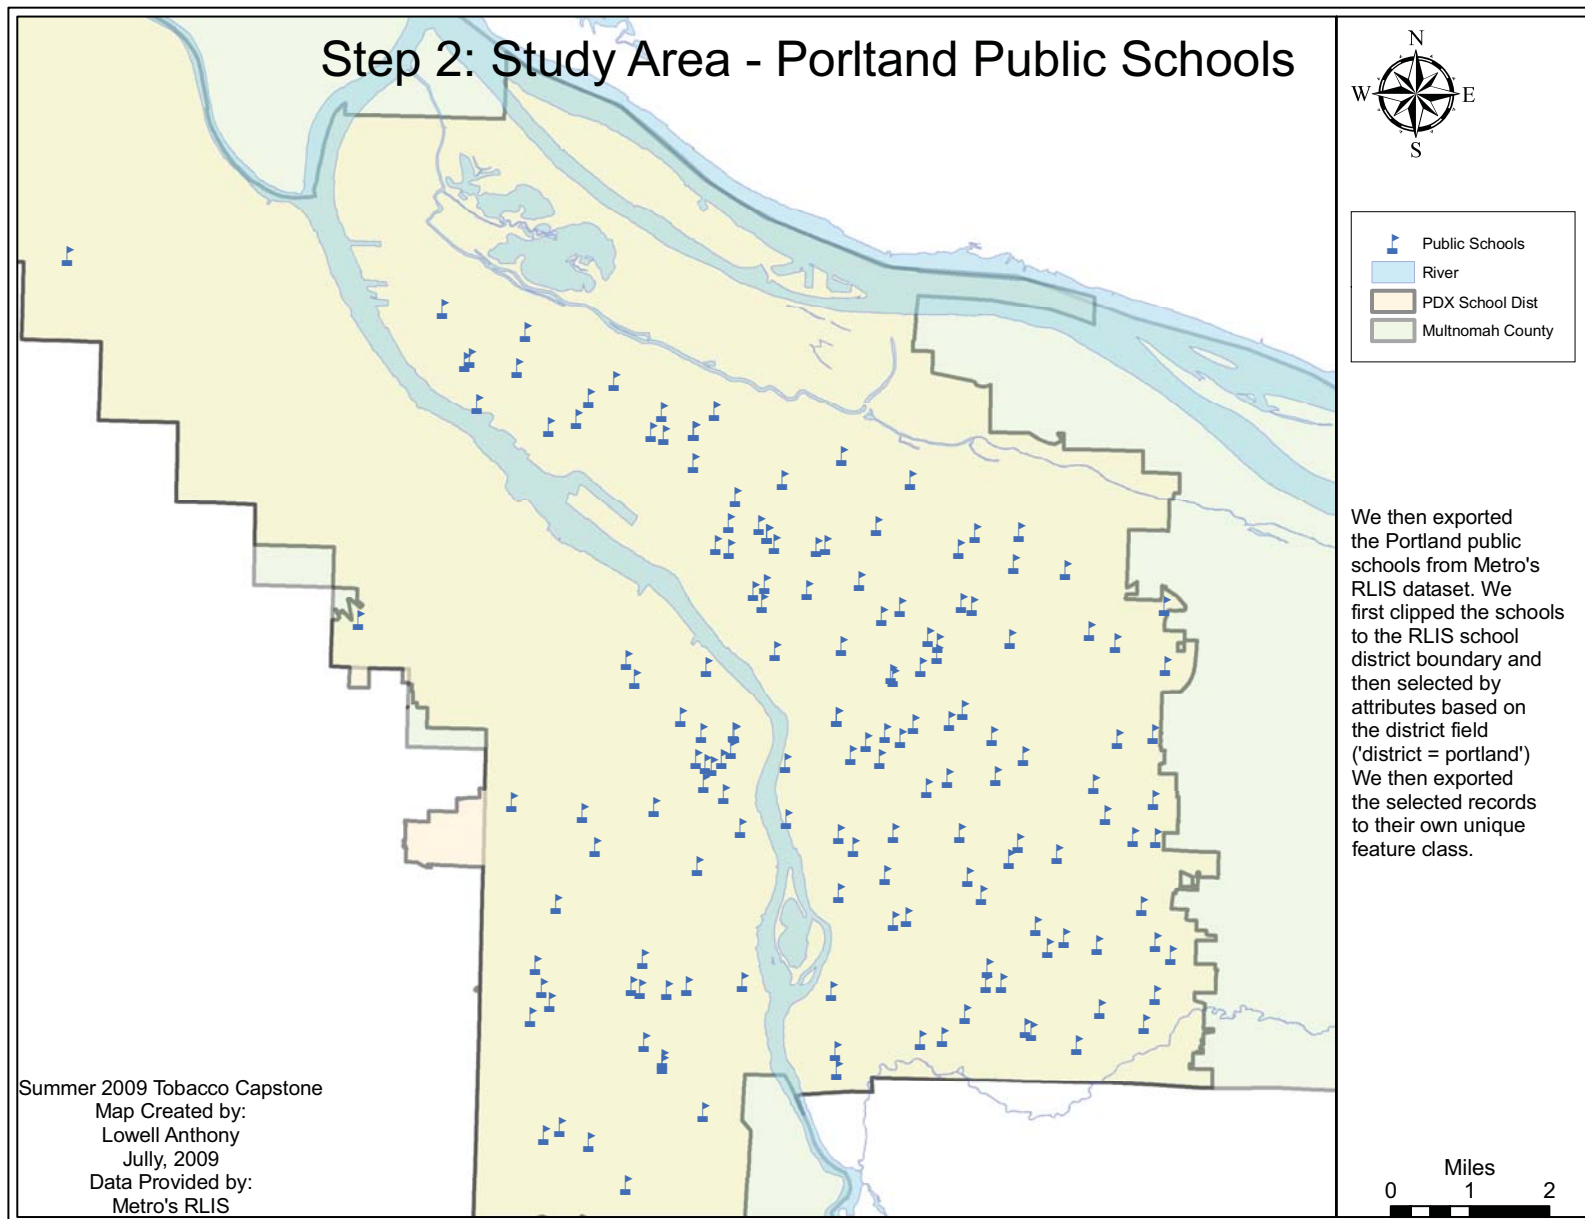 Step 2: Study Area - Porltand Public Schools
N
W
E
S
Public Schools
River
PDX School Dist
Multnomah County
We then exported
the Portland public
schools from Metro's
RLIS dataset. We
first clipped the schools
to the RLIS school
district boundary and
then selected by
attributes based on
the district field
('district = portland')
We then exported
the selected records
to their own unique
feature class.
Summer 2009 Tobacco Capstone
Map Created by:
Lowell Anthony
Jully, 2009
Data Provided by:
Metro's RLIS
Miles
0 1 2